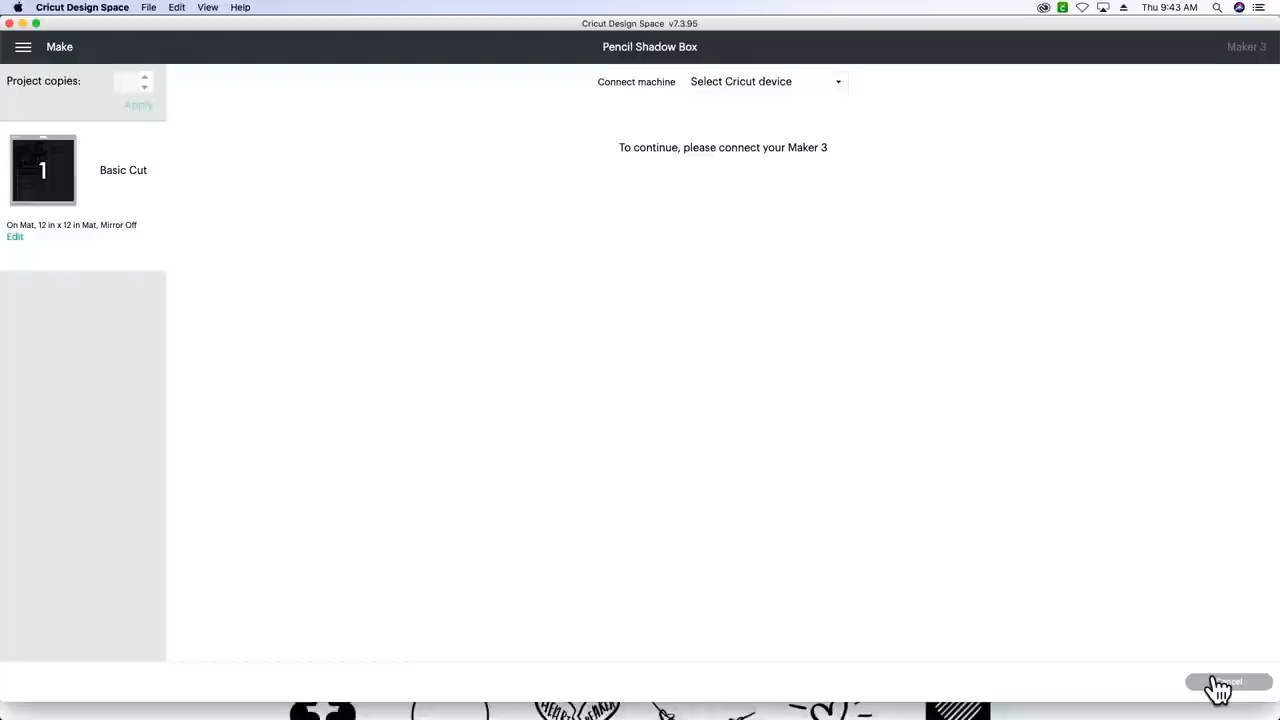 Cricut Design Space File Edit View Help Thu 9:43 AM
Cricut Design Space v7.3.95
Make Pencil Shadow Box Maker 3
Project copies: Connect machine Select Cricut device
Apply
To continue, please connect your Maker 3
1 Basic Cut
On Mat, 12 in x 12 in Mat, Mirror Off
Edit